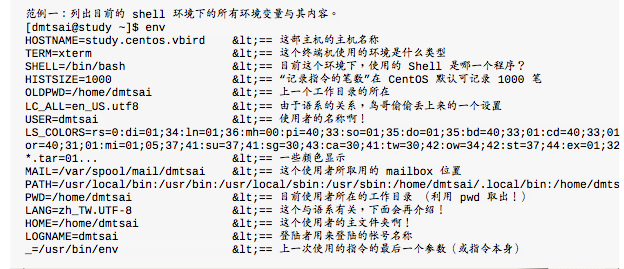 范例一：列出目前的 shell 环境下的所有环境变量与其内容。
[dmtsai@study ~]$ env
HOSTNAME=study.centos.vbird &lt;== 这部主机的主机名称
TERM=xterm &lt;== 这个终端机使用的环境是什么类型
SHELL=/bin/bash &lt;== 目前这个环境下，使用的 Shell 是哪一个程序？
HISTSIZE=1000 &lt;== “记录指令的笔数”在 CentOS 默认可记录 1000 笔
OLDPWD=/home/dmtsai &lt;== 上一个工作目录的所在
LC_ALL=en_US.utf8 &lt;== 由于语系的关系，鸟哥偷偷丢上来的一个设置
USER=dmtsai &lt;== 使用者的名称啊！
LS_COLORS=rs=0:di=01;34:ln=01;36:mh=00:pi=40;33:so=01;35:do=01;35:bd=40;33;01:cd=40;33;01
or=40;31;01:mi=01;05;37;41:su=37;41:sg=30;43:ca=30;41:tw=30;42:ow=34;42:st=37;44:ex=01;32
*.tar=01... &lt;== 一些颜色显示
MAIL=/var/spool/mail/dmtsai &lt;== 这个使用者所取用的 mailbox 位置
PATH=/usr/local/bin:/usr/bin:/usr/local/sbin:/usr/sbin:/home/dmtsai/.local/bin:/home/dmts
PWD=/home/dmtsai &lt;== 目前使用者所在的工作目录 （利用 pwd 取出！）
LANG=zh_TW.UTF-8 &lt;== 这个与语系有关，下面会再介绍！
HOME=/home/dmtsai &lt;== 这个使用者的主文件夹啊！
LOGNAME=dmtsai &lt;== 登陆者用来登陆的帐号名称
_=/usr/bin/env &lt;== 上一次使用的指令的最后一个参数（或指令本身）